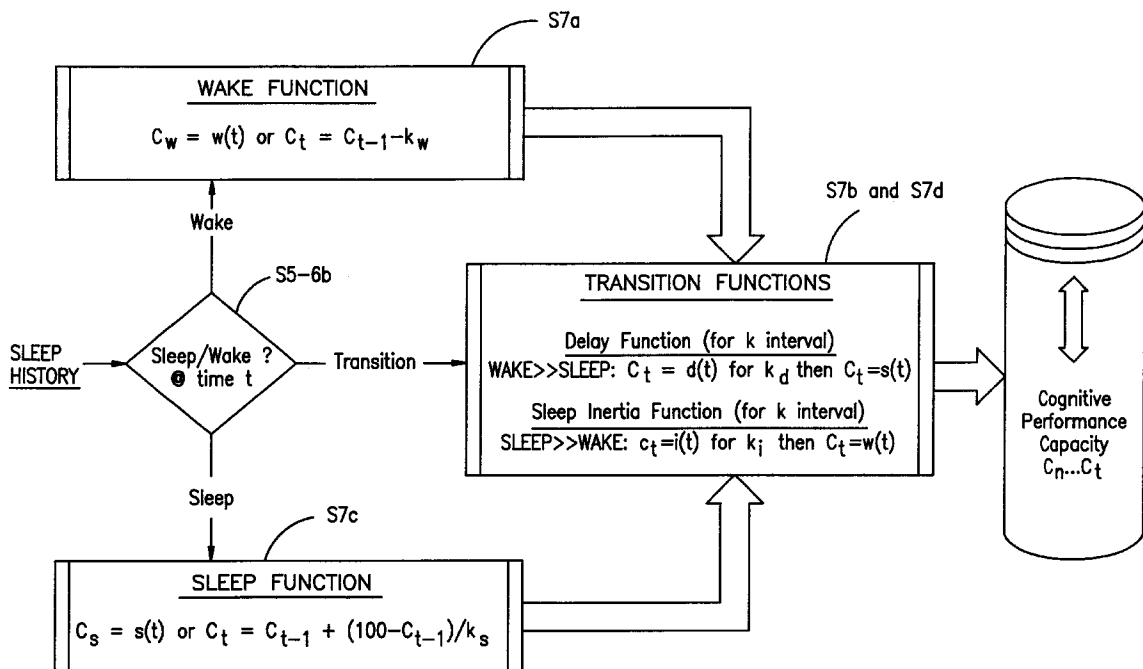 S7a
WAKE FUNCTION
C_w = w(t) or C_t = C_{t-1}-k_w
S7b and S7d
Wake
S5-6b
TRANSITION FUNCTIONS
SLEEP
HISTORY
Sleep/Wake ?
@ time t
Transition
Delay Function (for k interval)
WAKE>>SLEEP: C_t = d(t) for k_d then C_t=s(t)
Sleep Inertia Function (for k interval)
SLEEP>>WAKE: c_t=i(t) for k_i then C_t=w(t)
Cognitive
Performance
Capacity
C_n...C_t
Sleep
S7c
SLEEP FUNCTION
C_s = s(t) or C_t = C_{t-1} + (100-C_{t-1})/k_s